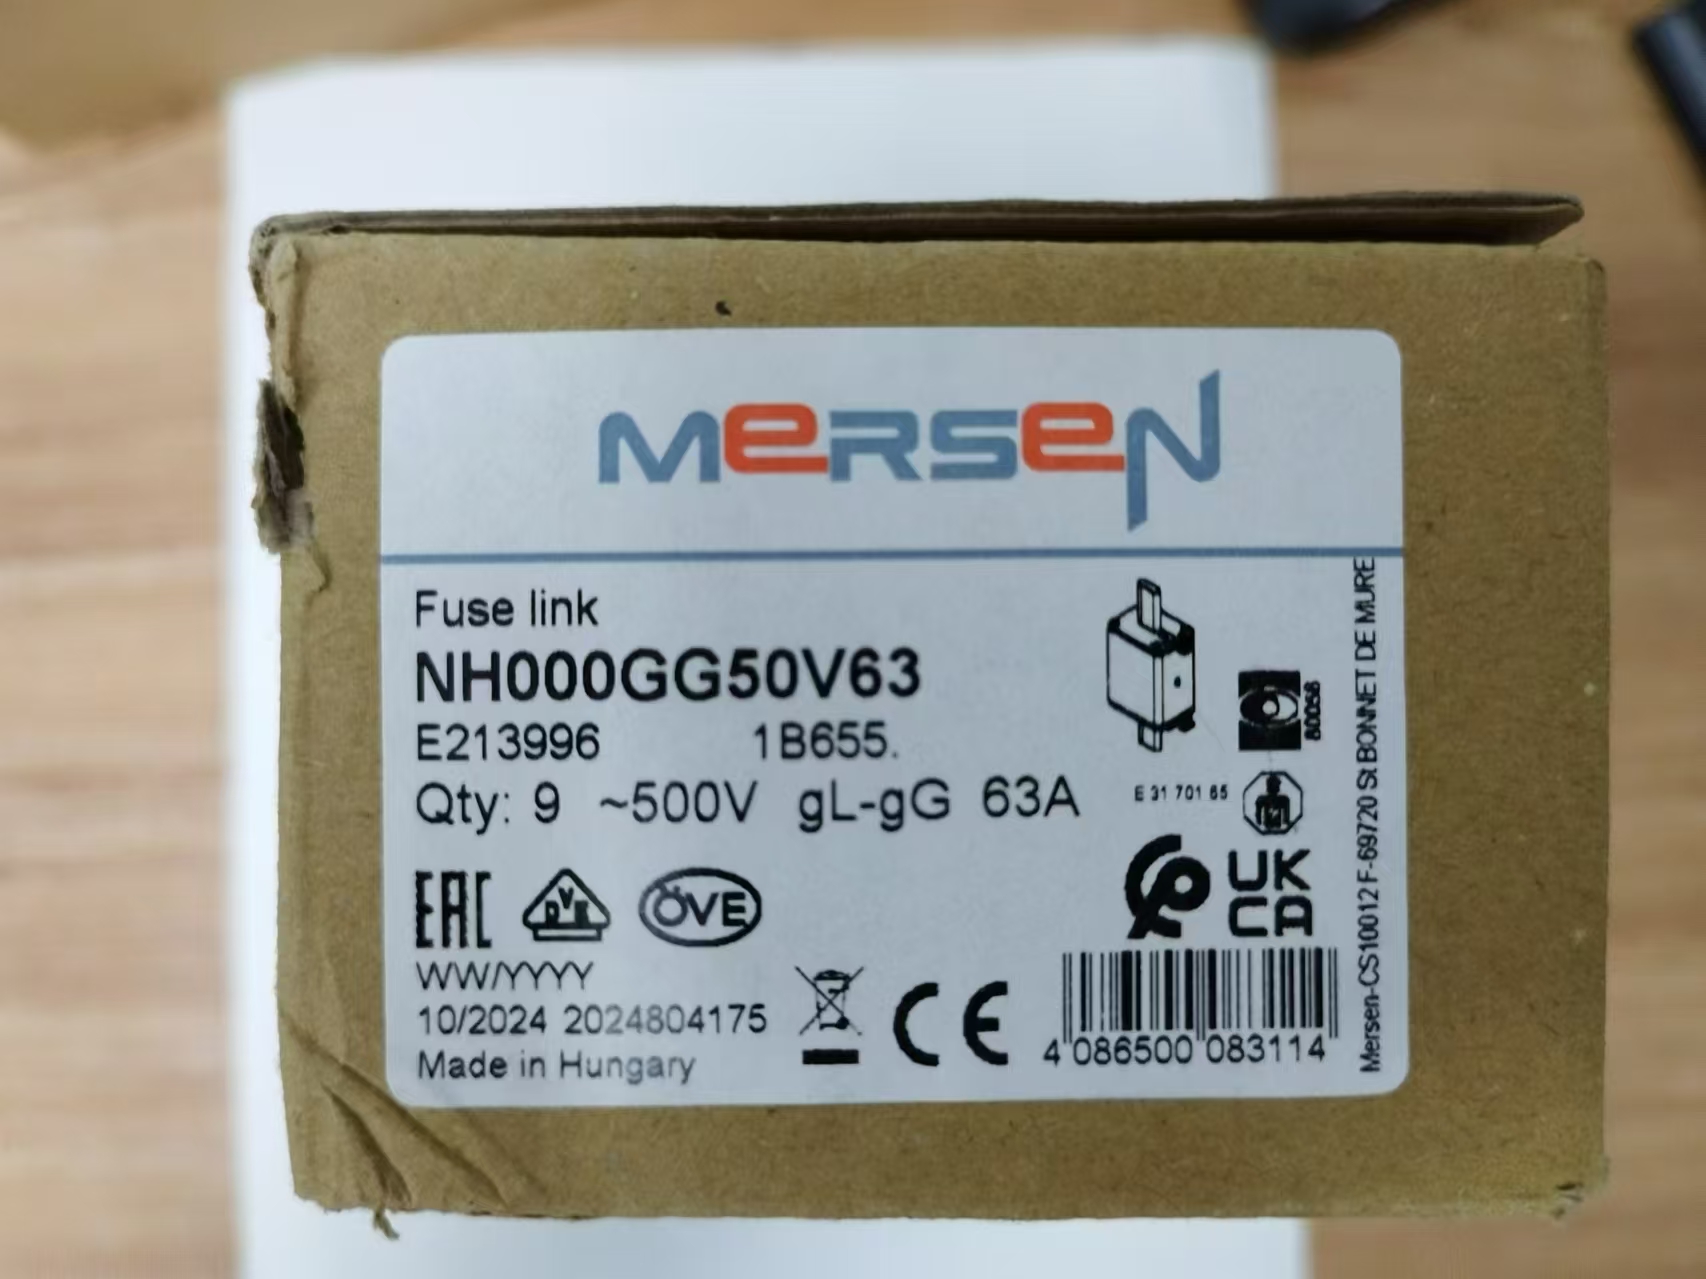 MERSEN
Fuse link
NH000GG50V63
E213996 1B655.
Qty: 9 ~500V gL-gG 63A
E 31 701 65
80058
EAC DVE ÖVE
UK
CA
WW/YYYY
10/2024 2024804175
Made in Hungary
CE
4 086500 083114
Mersen-CS10012 F-69720 St BONNET DE MURE